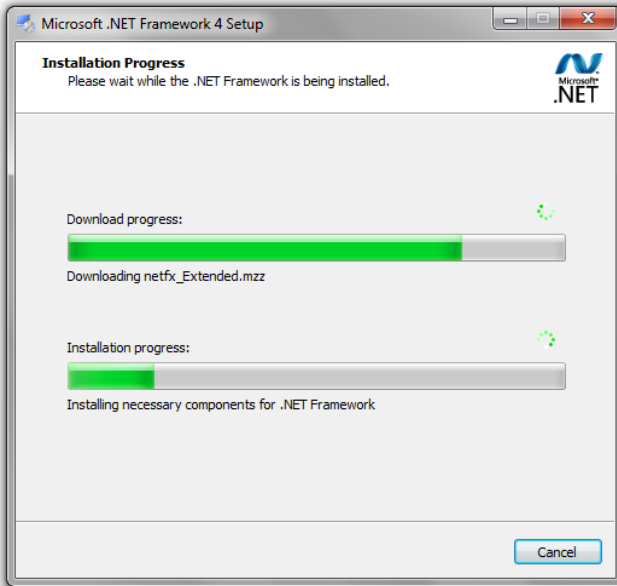 Microsoft .NET Framework 4 Setup
Installation Progress
Please wait while the .NET Framework is being installed.
Microsoft®
.NET
Download progress:
Downloading netfx_Extended.mzz
Installation progress:
Installing necessary components for .NET Framework
Cancel